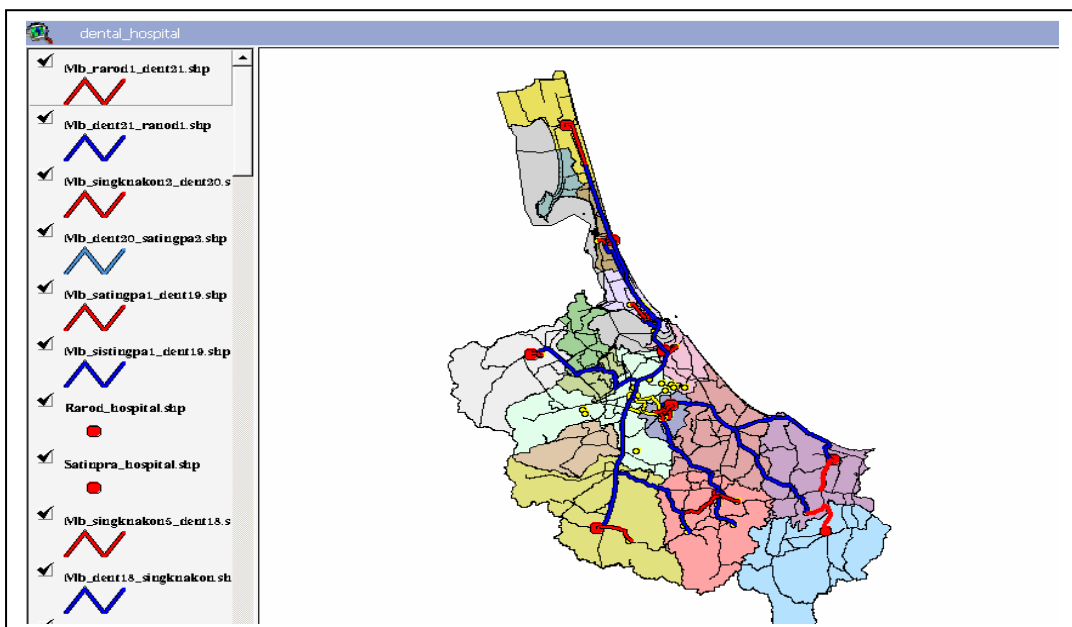 dental_hospital
Mb_rarod1_dent21.shp
Mb_dent21_ranod1.shp
Mb_singknakon2_dent20.s
Mb_dent20_satingpa2.shp
Mb_satingpa1_dent19.shp
Mb_sistingpa1_dent19.shp
Rarod_hospital.shp
Satinpra_hospital.shp
Mb_singknakon5_dent18.s
Mb_dent18_singknakon.sh